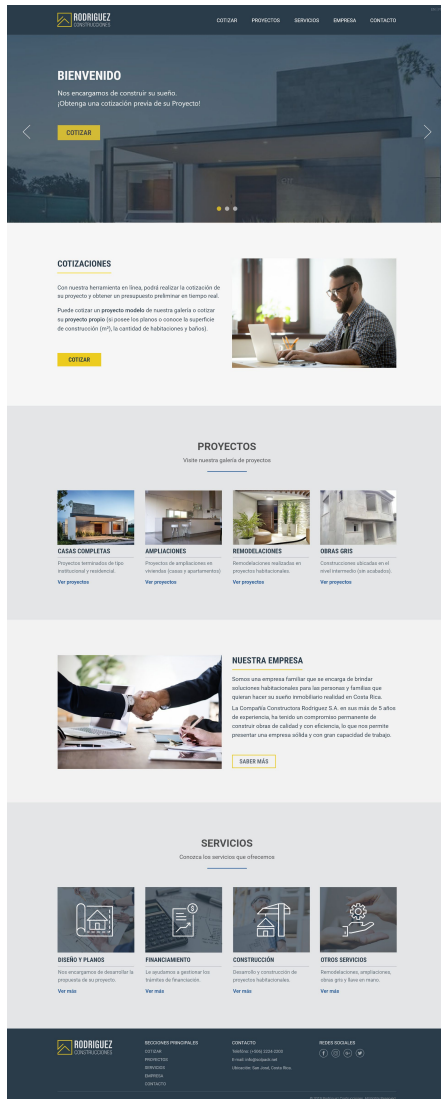 RODRIGUEZ
CONSTRUCCIONES
COTIZAR PROYECTOS SERVICIOS EMPRESA CONTACTO
BIENVENIDO
Nos encargamos de construir su sueño.
¡Obtenga una cotización previa de su Proyecto!
COTIZAR
COTIZACIONES
Con nuestra herramienta en línea, podrá realizar la cotización de
su proyecto y obtener un presupuesto preliminar en tiempo real.
Puede cotizar un proyecto modelo de nuestra galería o cotizar
su proyecto propio (si posee los planos o conoce la superficie
de construcción (m²), la cantidad de habitaciones y baños).
COTIZAR
PROYECTOS
Visite nuestra galería de proyectos
CASAS COMPLETAS
Proyectos terminados de tipo
institucional y residencial.
Ver proyectos
AMPLIACIONES
Proyectos de ampliaciones en
viviendas (casas y apartamentos).
Ver proyectos
REMODELACIONES
Remodelaciones realizadas en
proyectos habitacionales.
Ver proyectos
OBRAS GRIS
Construcciones ubicadas en el
nivel intermedio (sin acabados).
Ver proyectos
NUESTRA EMPRESA
Somos una empresa familiar que se encarga de brindar
soluciones habitacionales para las personas y familias que
quieran hacer su sueño inmobiliario realidad en Costa Rica.
La Compañía Constructora Rodriguez S.A. en sus más de 5 años
de experiencia, ha tenido un compromiso permanente de
construir obras de calidad y con eficiencia, lo que nos permite
presentar una empresa sólida y con gran capacidad de trabajo.
SABER MÁS
SERVICIOS
Conozca los servicios que ofrecemos
DISEÑO Y PLANOS
Nos encargamos de desarrollar la
propuesta de su proyecto.
Ver más
FINANCIAMIENTO
Le ayudamos a gestionar los
trámites de financiación.
Ver más
CONSTRUCCIÓN
Desarrollo y construcción de
proyectos habitacionales.
Ver más
OTROS SERVICIOS
Remodelaciones, ampliaciones,
obras gris y llave en mano.
Ver más
RODRIGUEZ
CONSTRUCCIONES
SECCIONES PRINCIPALES
COTIZAR
PROYECTOS
SERVICIOS
EMPRESA
CONTACTO
CONTACTO
Teléfono: (+506) 2224-2305
Ubicación: San José, Costa Rica.
REDES SOCIALES